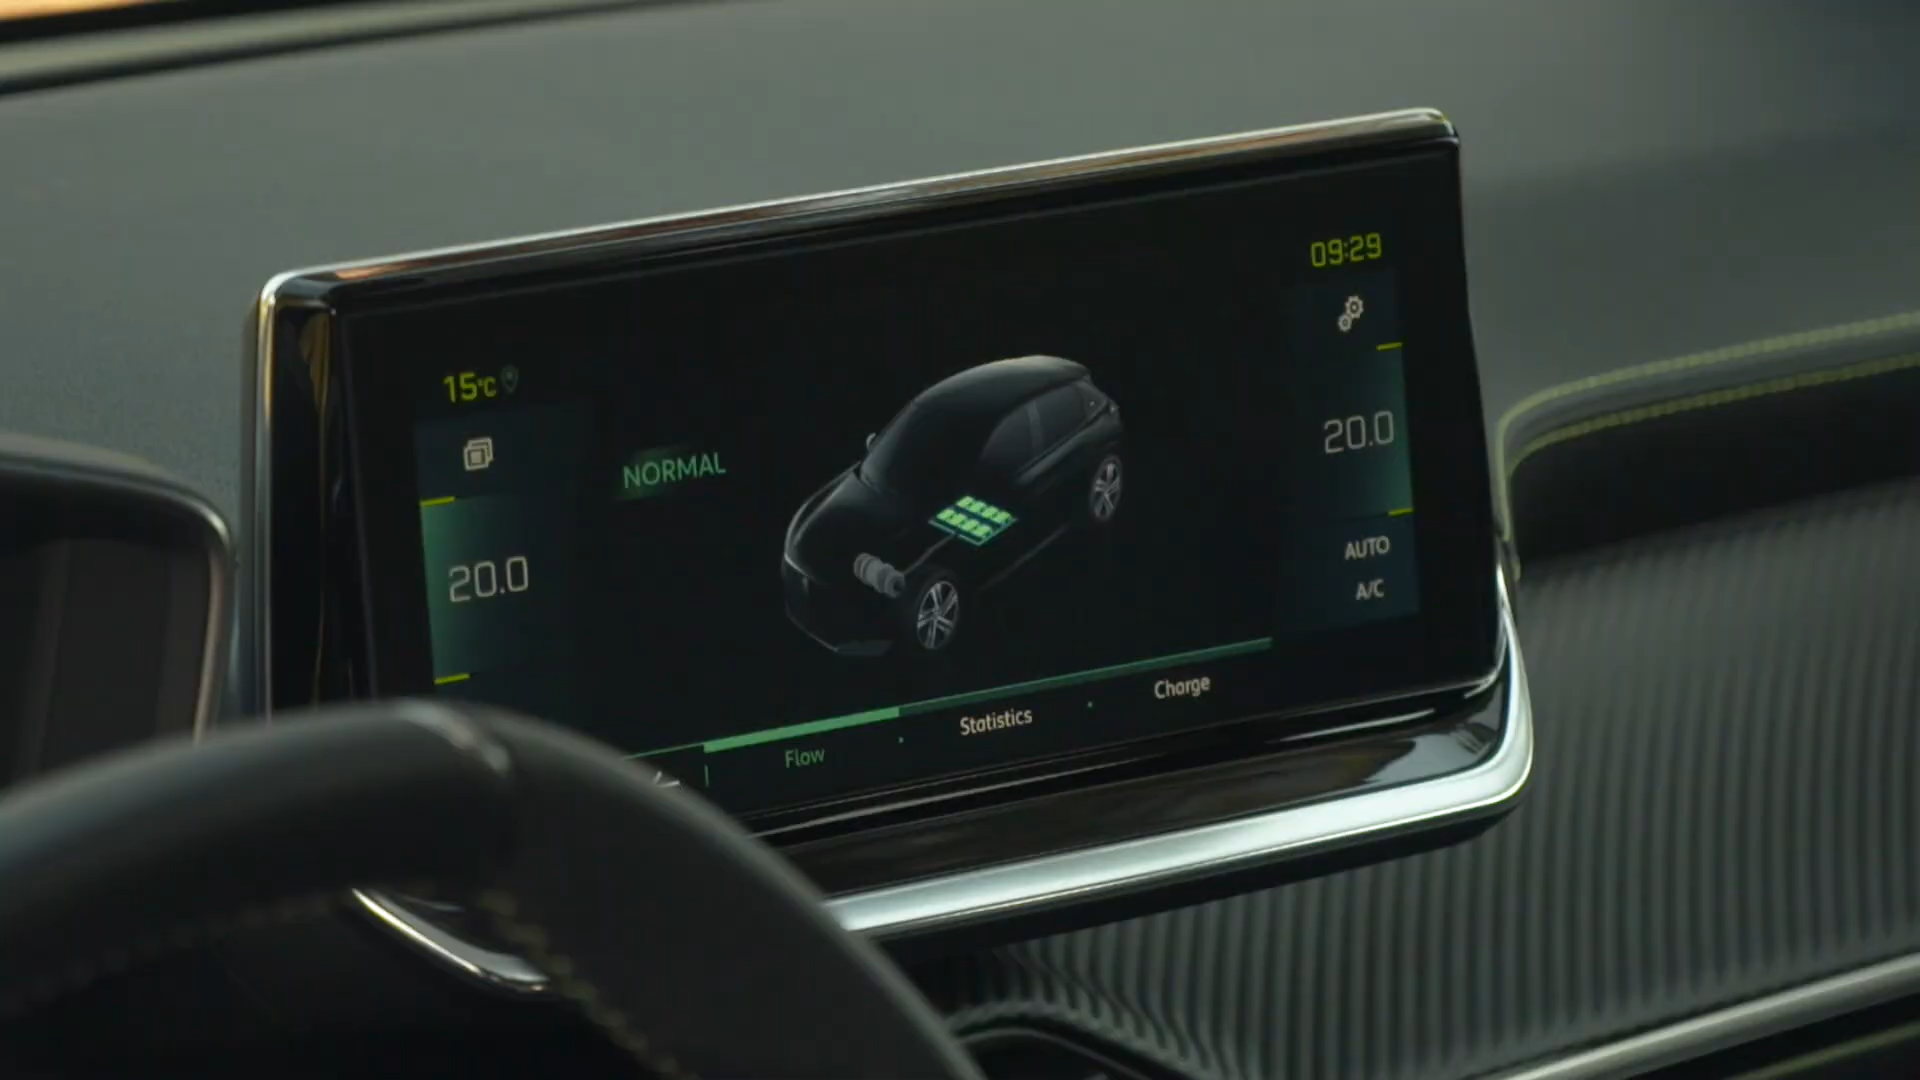 09:29
15°C
NORMAL
20.0
20.0
AUTO
A/C
Flow
Statistics
Charge